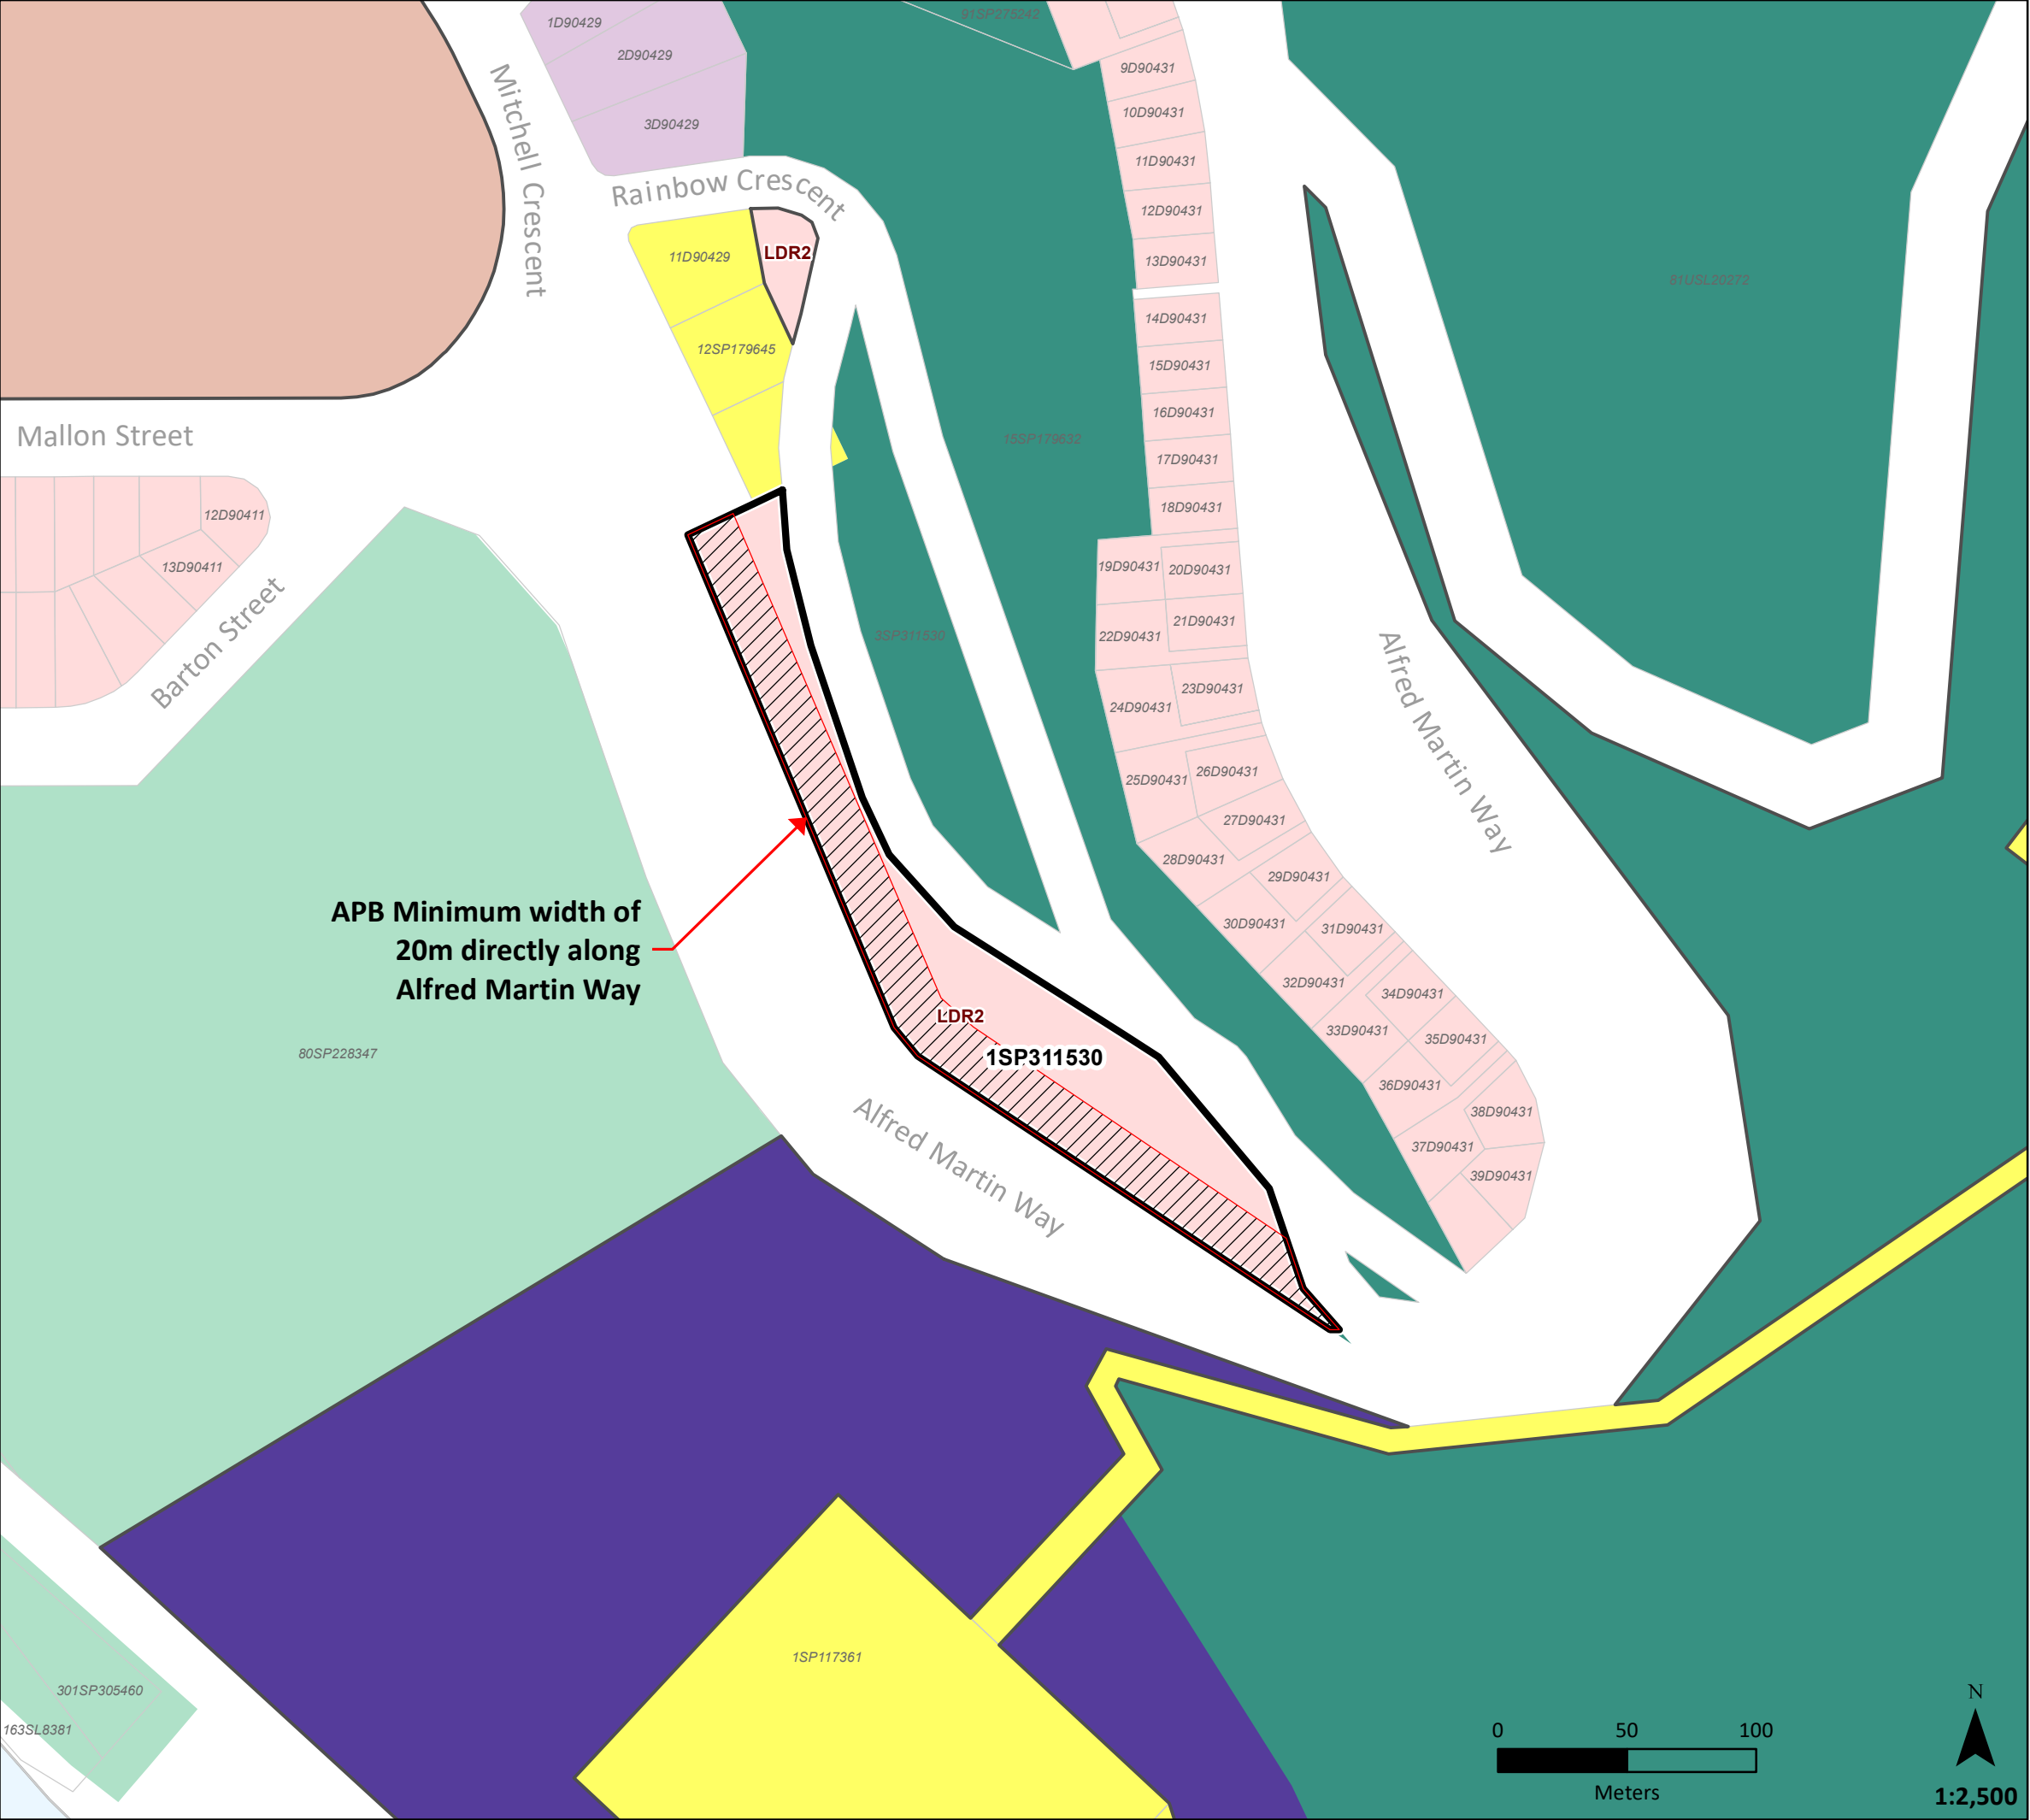 1D90429
2D90429
3D90429
91SP275242
9D90431
10D90431
11D90431
12D90431
13D90431
Mitchell Crescent
Rainbow Crescent
LDR2
11D90429
12SP179645
81USL20272
14D90431
15D90431
16D90431
17D90431
18D90431
15SP179632
Mallon Street
12D90411
13D90411
Barton Street
19D90431
20D90431
21D90431
22D90431
3SP311530
23D90431
24D90431
25D90431
26D90431
27D90431
28D90431
29D90431
30D90431
31D90431
32D90431
33D90431
34D90431
35D90431
36D90431
37D90431
38D90431
39D90431
Alfred Martin Way
APB Minimum width of
20m directly along
Alfred Martin Way
LDR2
1SP311530
80SP228347
Alfred Martin Way
1SP117361
301SP305460
163SL8381
0 50 100
Meters
N
1:2,500